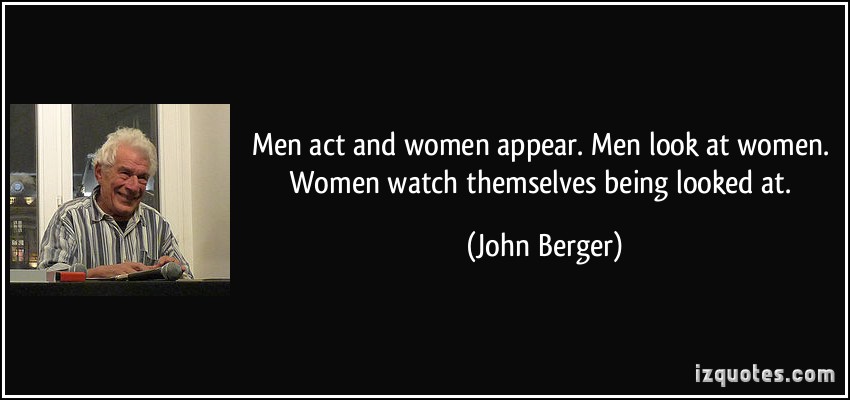 Men act and women appear. Men look at women.
Women watch themselves being looked at.
(John Berger)
izquotes.com